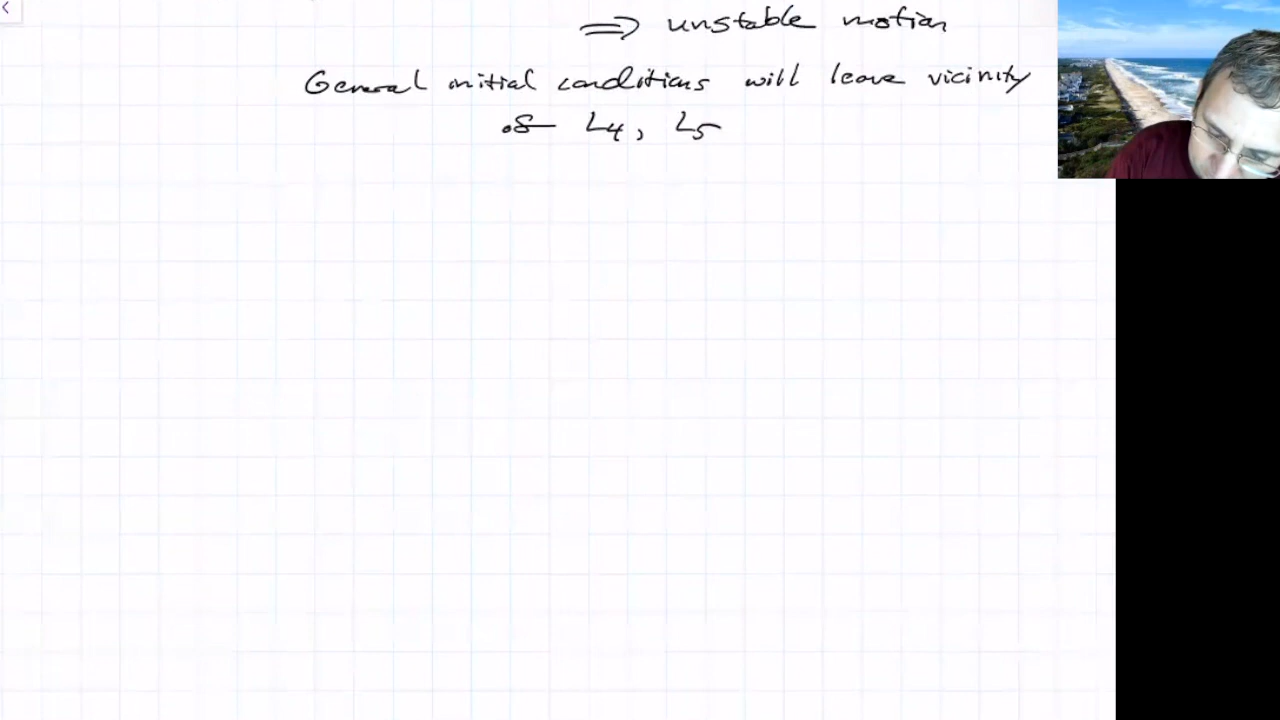 ⇒ unstable motion
General initial conditions will leave vicinity
of L4, L5